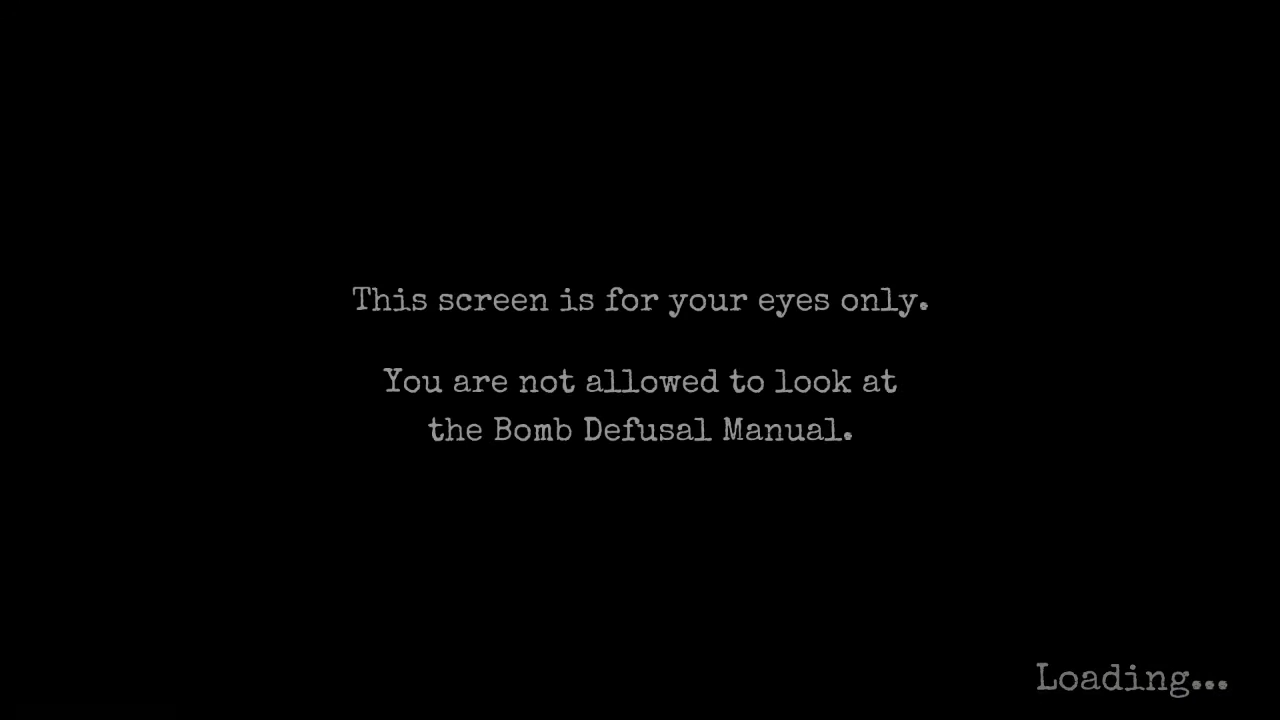 This screen is for your eyes only.
You are not allowed to look at
the Bomb Defusal Manual.
Loading...